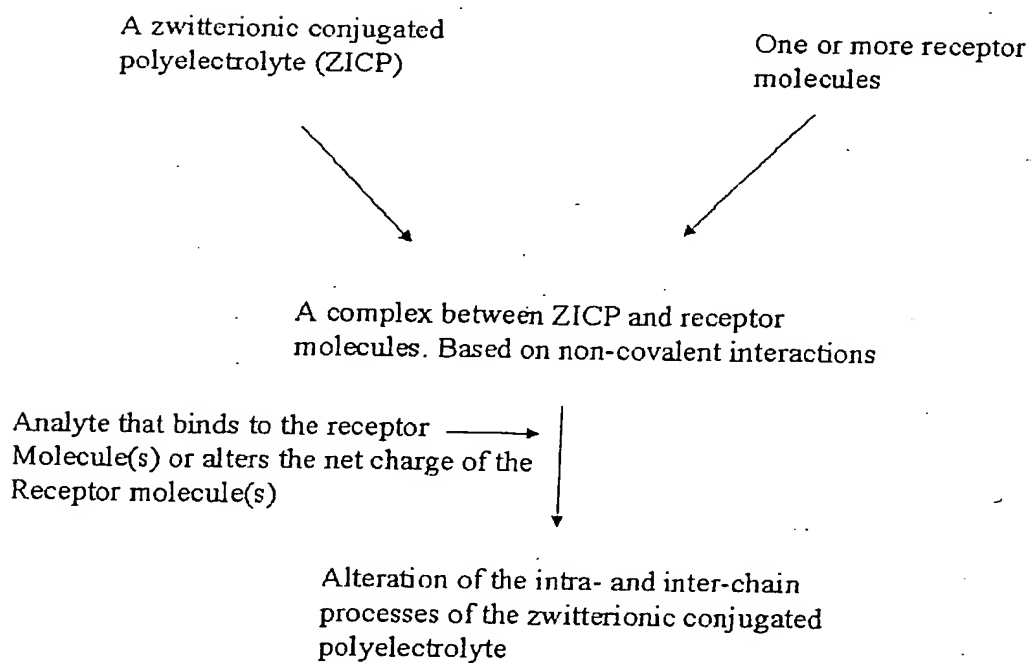 A zwitterionic conjugated
polyelectrolyte (ZICP)
One or more receptor
molecules
A complex between ZICP and receptor
molecules. Based on non-covalent interactions
Analyte that binds to the receptor
Molecule(s) or alters the net charge of the
Receptor molecule(s)
Alteration of the intra- and inter-chain
processes of the zwitterionic conjugated
polyelectrolyte